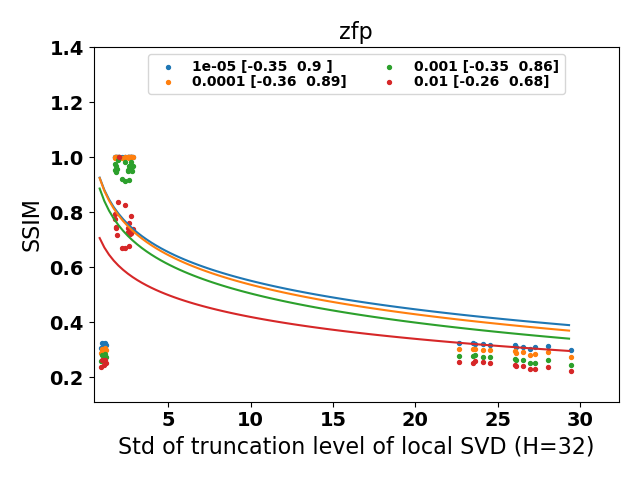 zfp
1e-05 [-0.35  0.9 ]
0.0001 [-0.36  0.89]
0.001 [-0.35  0.86]
0.01 [-0.26  0.68]
SSIM
1.4
1.2
1.0
0.8
0.6
0.4
0.2
5 10 15 20 25 30
Std of truncation level of local SVD (H=32)